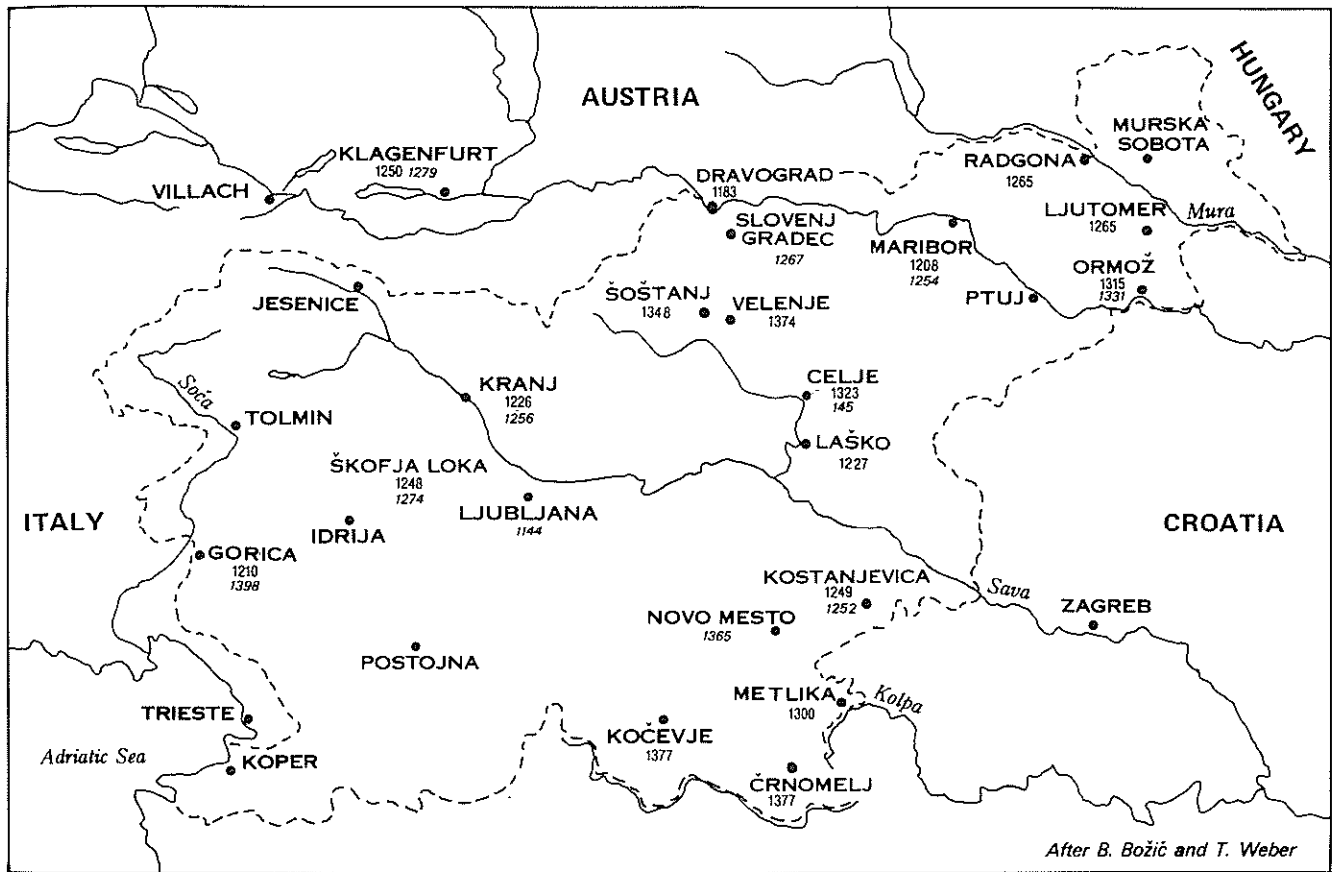 AUSTRIA
HUNGARY
KLAGENFURT
1250 1279
VILLACH
DRAVOGRAD
1183
SLOVENJ
GRADEC
1267
RADGONA
1265
MURSKA
SOBOTA
LJUTOMER
1265
Mura
MARIBOR
1208
1254
ORMOŽ
1315
1331
PTUJ
JESENICE
ŠOŠTANJ
1348
VELENJE
1374
Soča
TOLMIN
KRANJ
1226
1256
CELJE
1323
145
LAŠKO
1227
ŠKOFJA LOKA
1248
1274
LJUBLJANA
1144
IDRIJA
ITALY
CROATIA
GORICA
1210
1398
KOSTANJEVICA
1249
1252
Sava
ZAGREB
NOVO MESTO
1365
POSTOJNA
METLIKA
1300
Kolpa
TRIESTE
KOČEVJE
1377
Adriatic Sea
KOPER
ČRNOMELJ
1377
After B. Božič and T. Weber